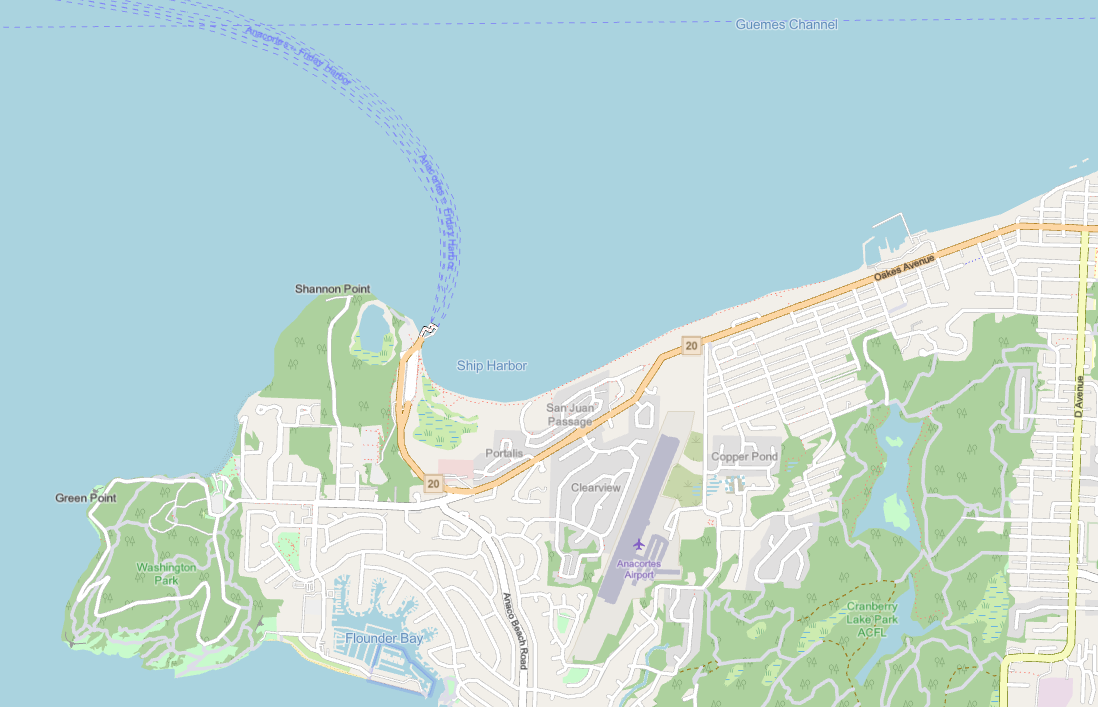 Guemes Channel
Anacortes - Friday Harbor
Anacortes - Friday Harbor
Shannon Point
Oakes Avenue
20
Ship Harbor
D Avenue
San Juan
Passage
Portalis
Copper Pond
20
Clearview
Green Point
Washington
Park
Anacortes
Airport
Anaco Beach Road
Cranberry
Lake Park
ACFL
Flounder Bay